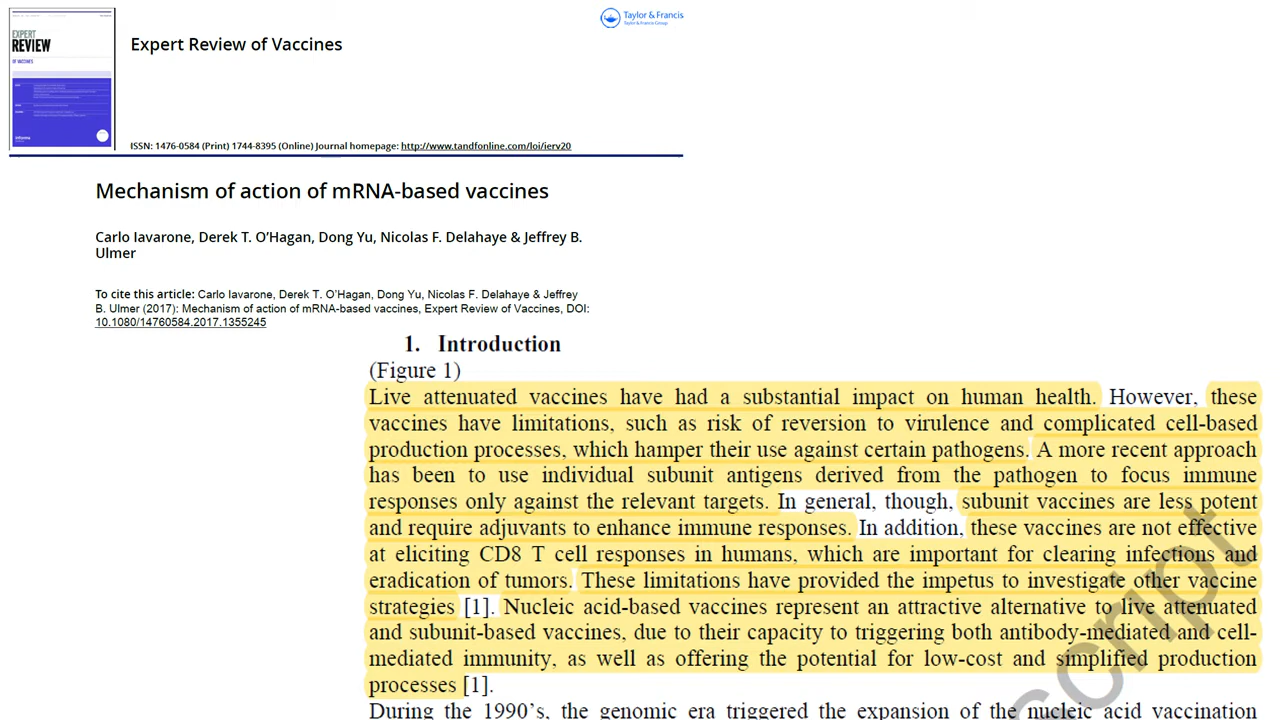 Taylor & Francis
Taylor & Francis Group
EXPERT
REVIEW
OF VACCINES
Expert Review of Vaccines
informa
ISSN: 1476-0584 (Print) 1744-8395 (Online) Journal homepage: http://www.tandfonline.com/loi/ierv20
Mechanism of action of mRNA-based vaccines
Carlo Iavarone, Derek T. O’Hagan, Dong Yu, Nicolas F. Delahaye & Jeffrey B.
Ulmer
To cite this article: Carlo Iavarone, Derek T. O’Hagan, Dong Yu, Nicolas F. Delahaye & Jeffrey
B. Ulmer (2017): Mechanism of action of mRNA-based vaccines, Expert Review of Vaccines, DOI:
10.1080/14760584.2017.1355245
1. Introduction
(Figure 1)
Live attenuated vaccines have had a substantial impact on human health. However, these
vaccines have limitations, such as risk of reversion to virulence and complicated cell-based
production processes, which hamper their use against certain pathogens. A more recent approach
has been to use individual subunit antigens derived from the pathogen to focus immune
responses only against the relevant targets. In general, though, subunit vaccines are less potent
and require adjuvants to enhance immune responses. In addition, these vaccines are not effective
at eliciting CD8 T cell responses in humans, which are important for clearing infections and
eradication of tumors. These limitations have provided the impetus to investigate other vaccine
strategies [1]. Nucleic acid-based vaccines represent an attractive alternative to live attenuated
and subunit-based vaccines, due to their capacity to triggering both antibody-mediated and cell-
mediated immunity, as well as offering the potential for low-cost and simplified production
processes [1].
During the 1990’s, the genomic era triggered the expansion of the nucleic acid vaccination
script